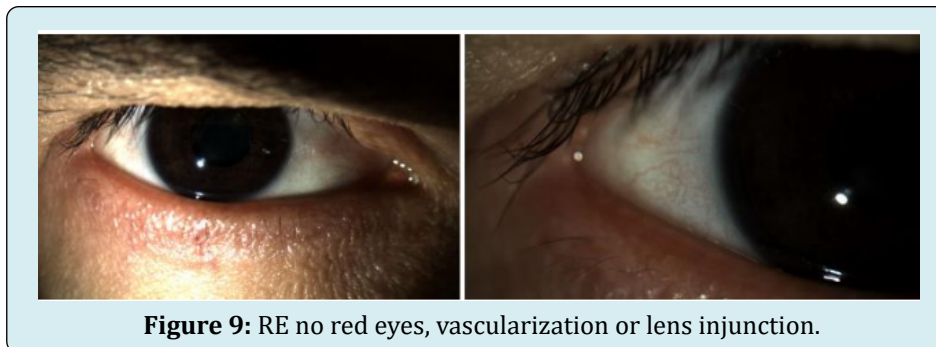 Figure 9: RE no red eyes, vascularization or lens injunction.